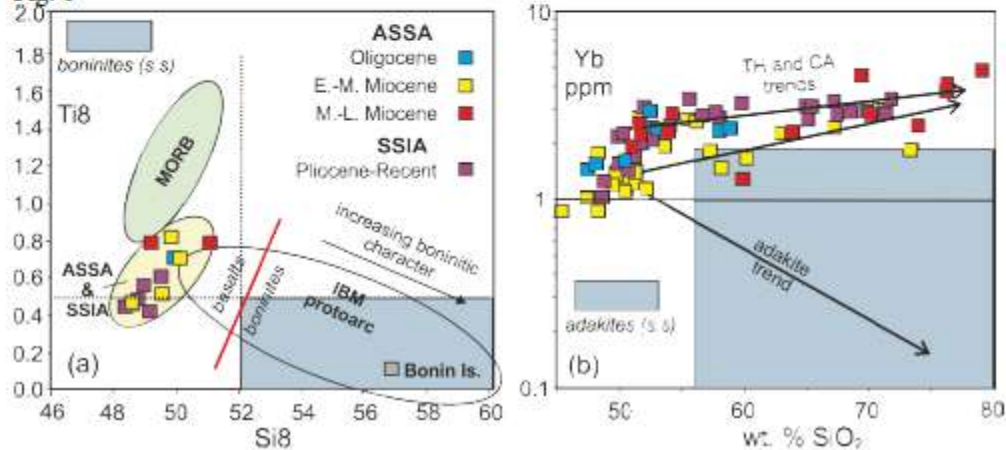 2.0
1.8
1.6
1.4
1.2
1.0
0.8
0.6
0.4
0.2
0.0
46 48 50 52 54 56 58 60
Si8
Ti8
boninites (s s)
MORB
ASSA
Oligocene
E.-M. Miocene
M.-L. Miocene
SSIA
Pliocene-Recent
ASSA
&
SSIA
basalts
boninites
increasing boninitic
character
IBM
protoarc
Bonin Is.
(a)
10
1
0.1
50 60 70 80
wt. % SiO₂
Yb
ppm
TH and CA
trends
adakite
trend
adakites (s.s)
(b)